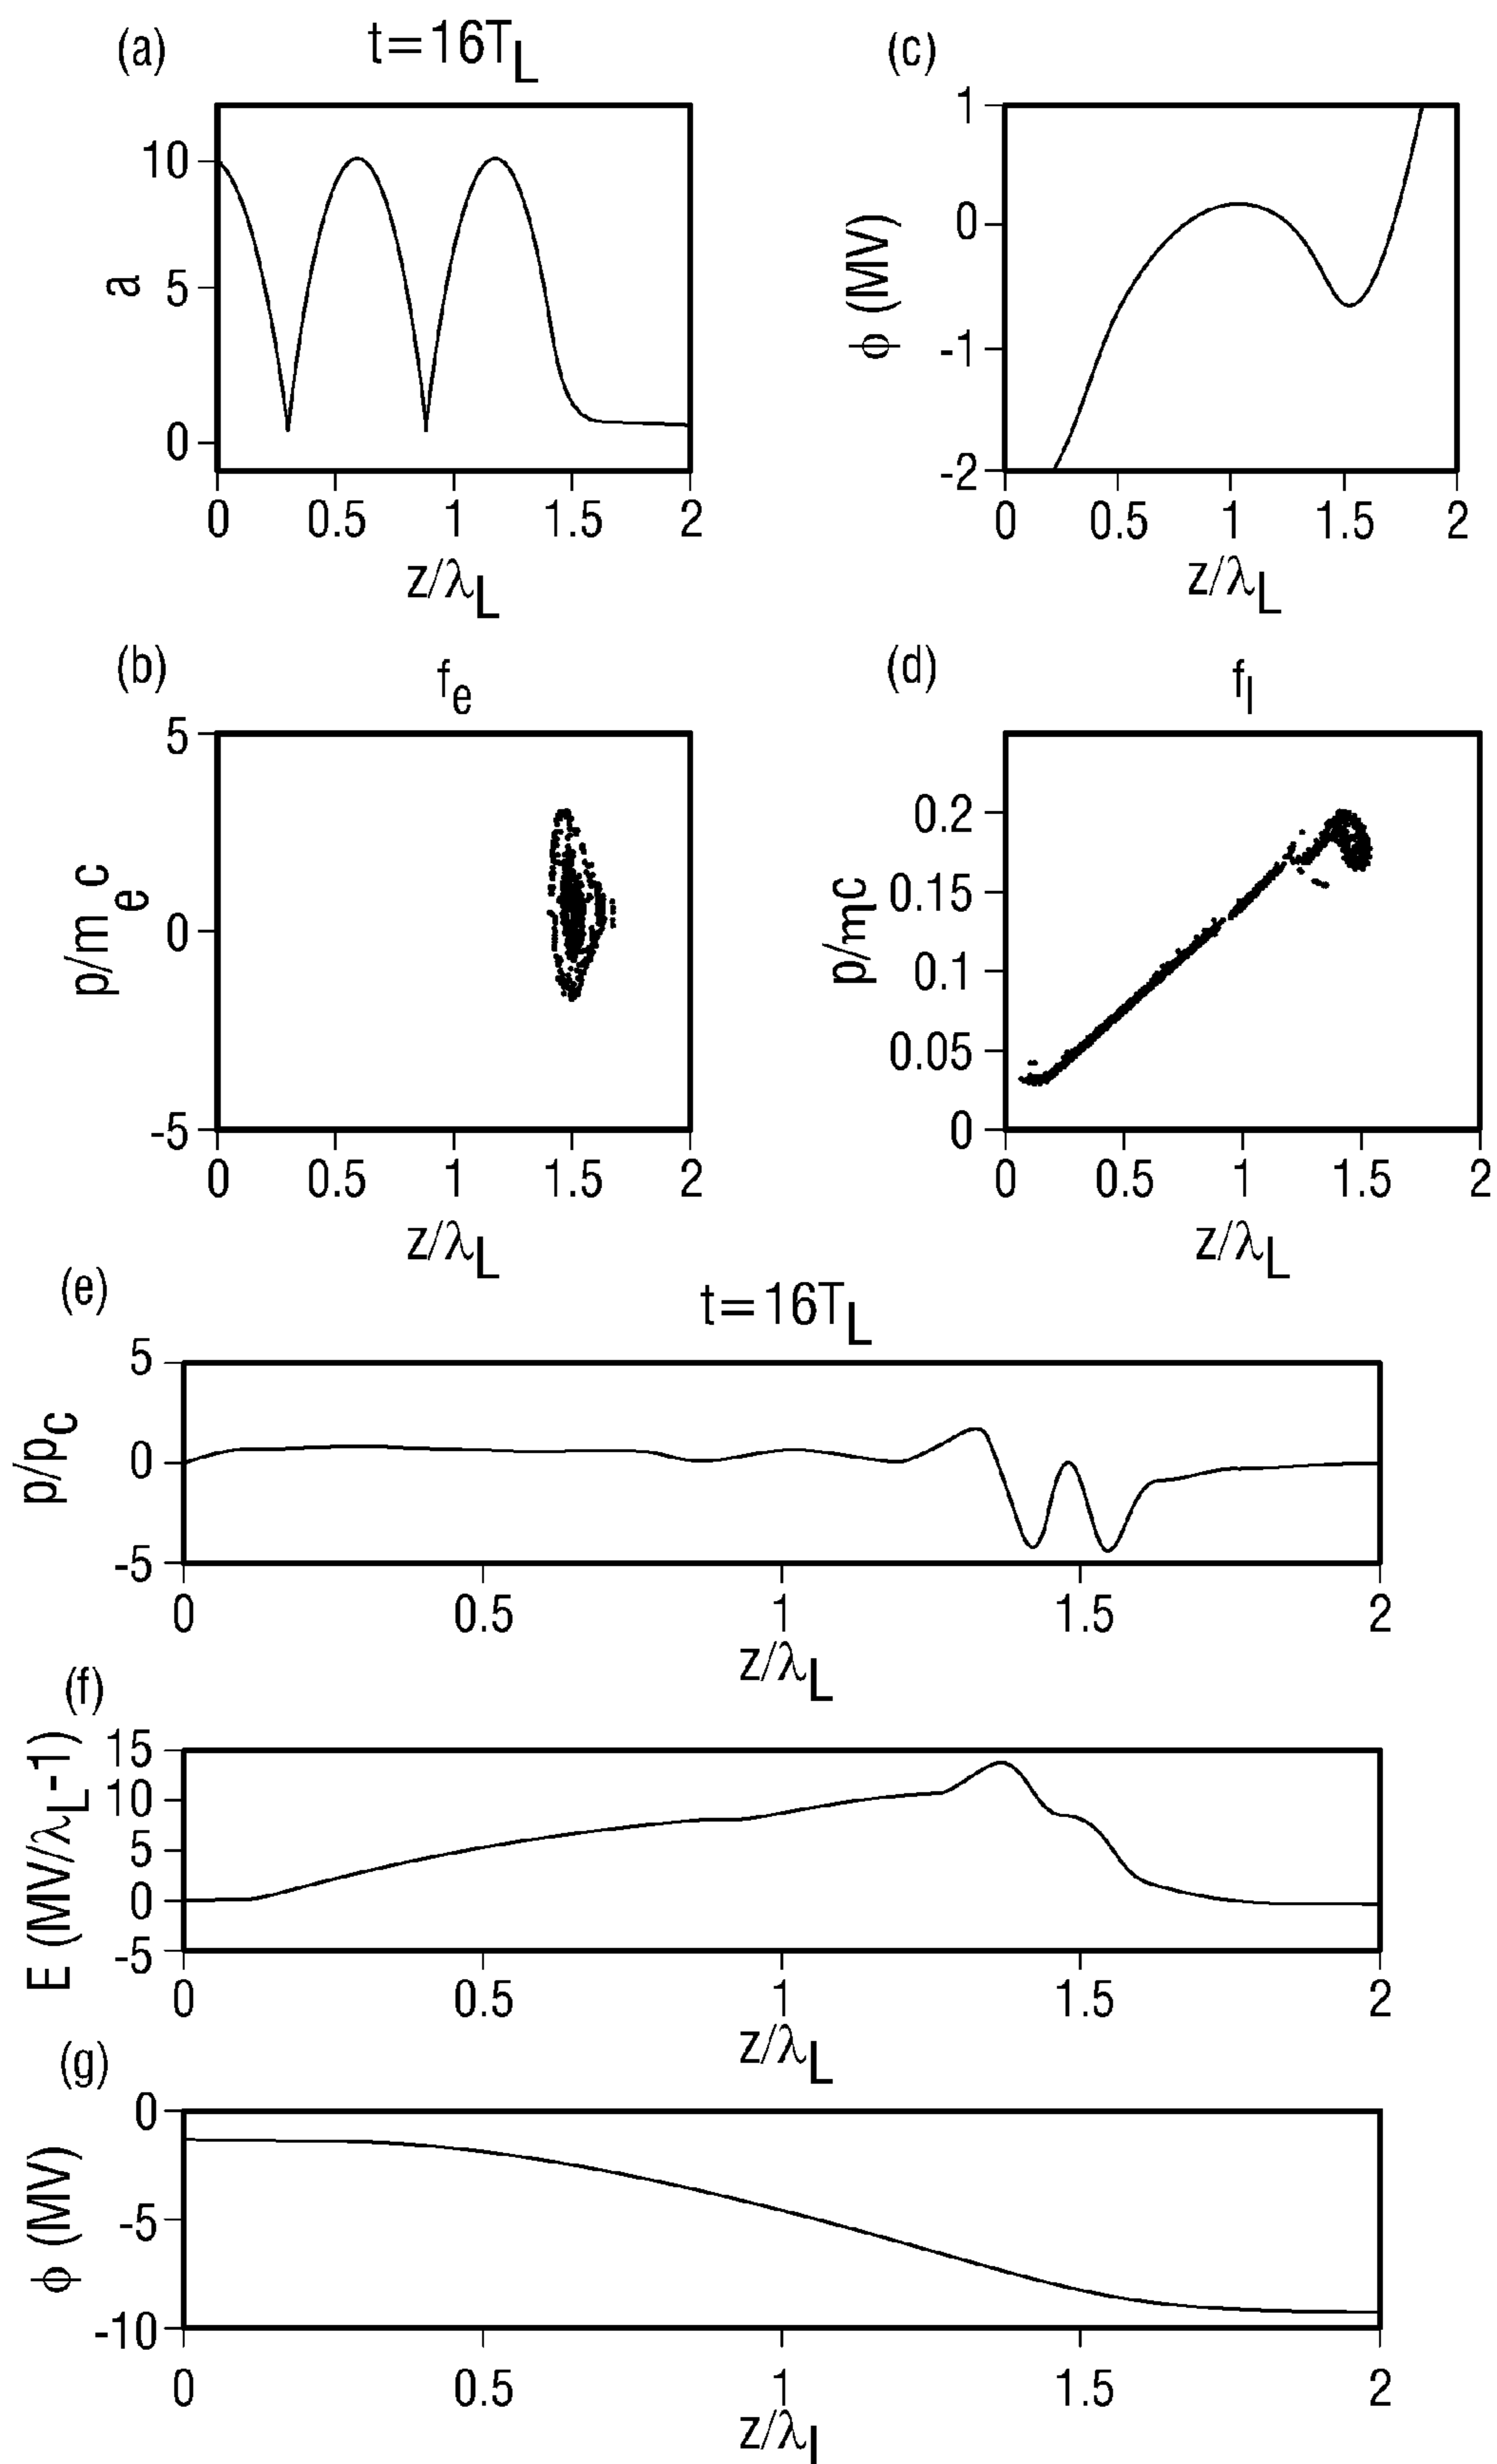 (a) t=16T_L
a
10
5
0
0 0.5 1 1.5 2
z/λ_L
(c)
ϕ (MV)
1
0
-1
-2
0 0.5 1 1.5 2
z/λ_L
(b) f_e
p/m_e c
5
0
-5
0 0.5 1 1.5 2
z/λ_L
(d) f_I
p/mc
0.2
0.15
0.1
0.05
0
0 0.5 1 1.5 2
z/λ_L
(e) t=16T_L
p/p_c
5
0
-5
0 0.5 1 1.5 2
z/λ_L
(f)
E (MV/λ_L-1)
15
10
5
0
-5
0 0.5 1 1.5 2
z/λ_L
(g)
ϕ (MV)
0
-5
-10
0 0.5 1 1.5 2
z/λ_L